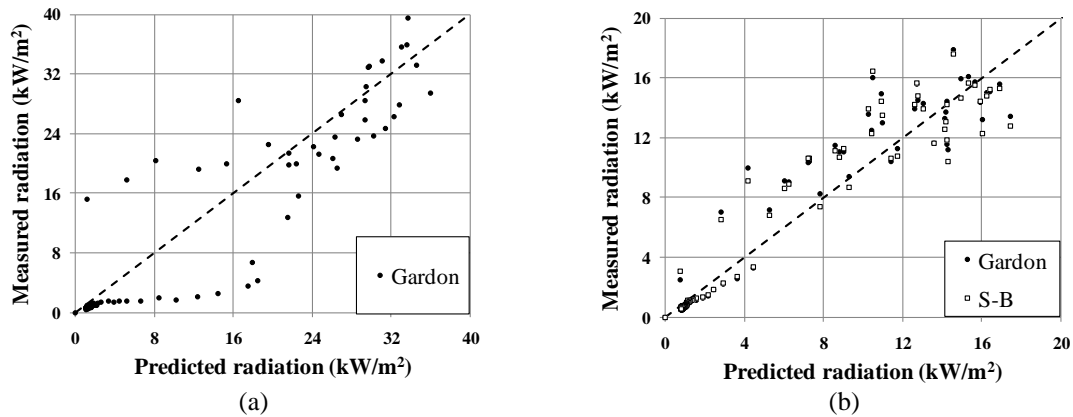 Measured radiation (kW/m²)
40
32
24
16
8
0
0
8
16
24
32
40
Gardon
Predicted radiation (kW/m²)
(a)
Measured radiation (kW/m²)
20
16
12
8
4
0
0
4
8
12
16
20
Gardon
S-B
Predicted radiation (kW/m²)
(b)